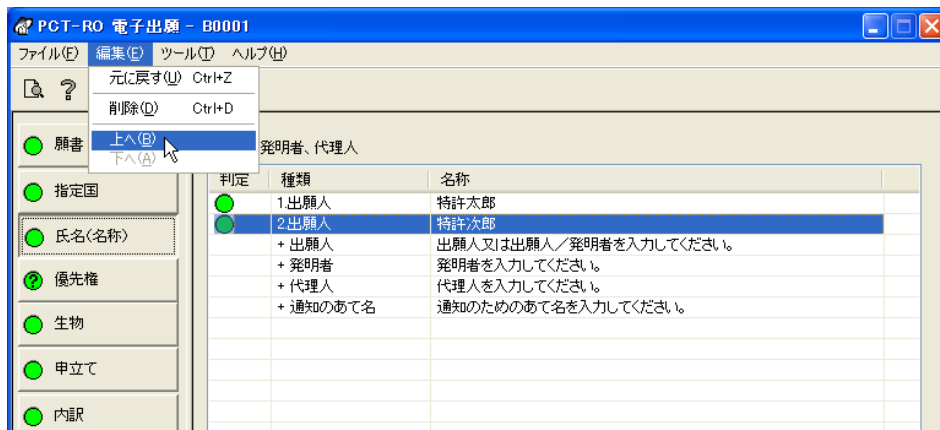 PCT-RO 電子出願 - B0001
ファイル(F) 編集(E) ツール(T) ヘルプ(H)
元に戻す(U) Ctrl+Z
削除(D) Ctrl+D
上へ(B)
下へ(A)
願書
発明者、代理人
指定国
氏名(名称)
優先権
生物
申立て
内訳
判定 種類 名称
1.出願人 特許太郎
2.出願人 特許次郎
+ 出願人 出願人又は出願人／発明者を入力してください。
+ 発明者 発明者を入力してください。
+ 代理人 代理人を入力してください。
+ 通知のあて名 通知のためのあて名を入力してください。